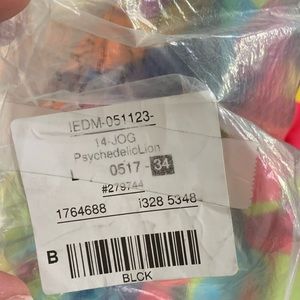 IEDM-051123-
14-JOG
PsychedelicLion
L 0517 - 34
#279744
1764688 1328 5348
B
BLCK